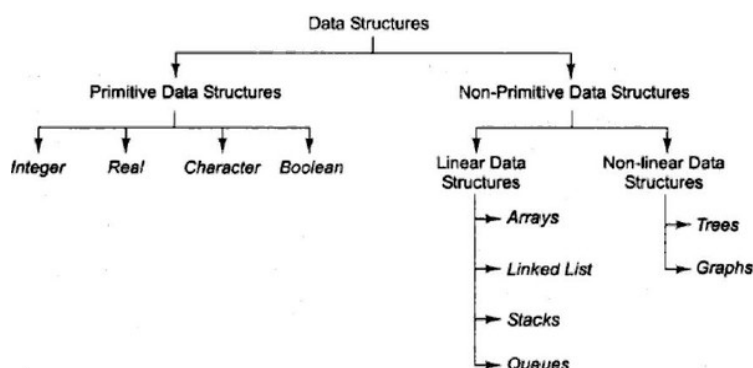 Data Structures
Primitive Data Structures
Non-Primitive Data Structures
Integer
Real
Character
Boolean
Linear Data
Structures
Non-linear Data
Structures
Arrays
Linked List
Stacks
Queues
Trees
Graphs